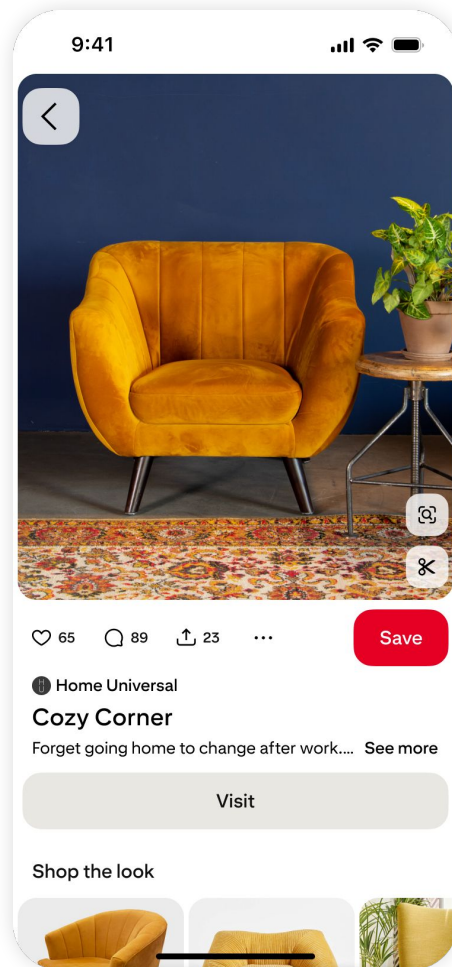 9:41
65 89 23 ... Save
Home Universal
Cozy Corner
Forget going home to change after work.... See more
Visit
Shop the look